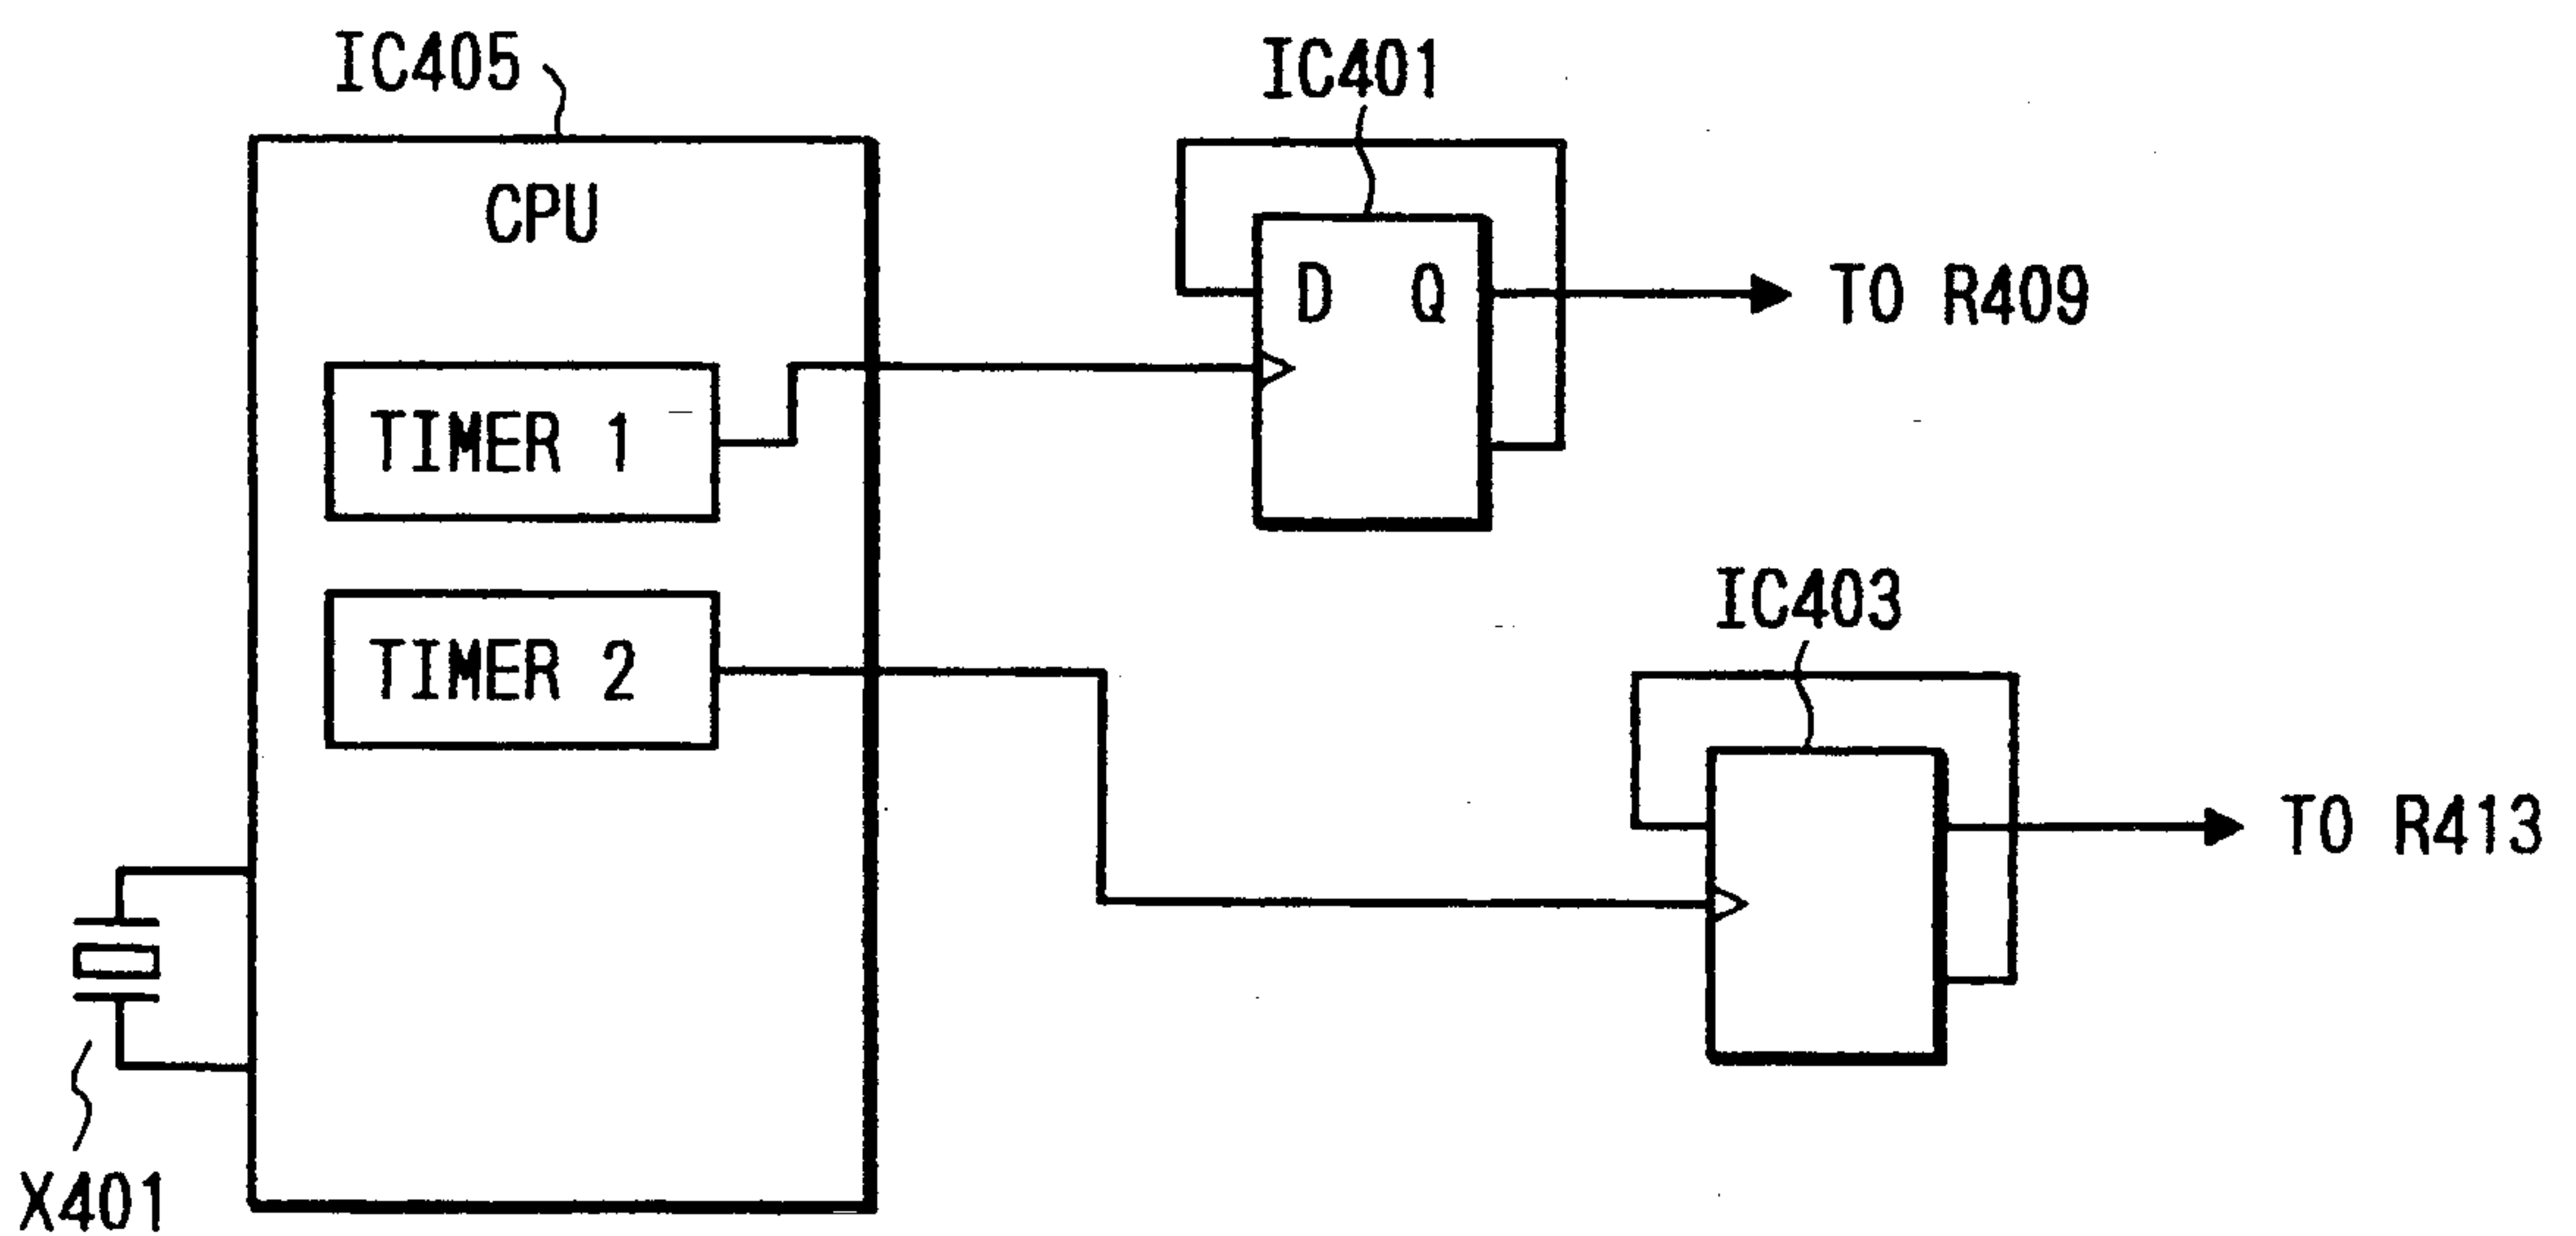 IC405
IC401
CPU
D Q
TO R409
TIMER 1
IC403
TIMER 2
TO R413
X401